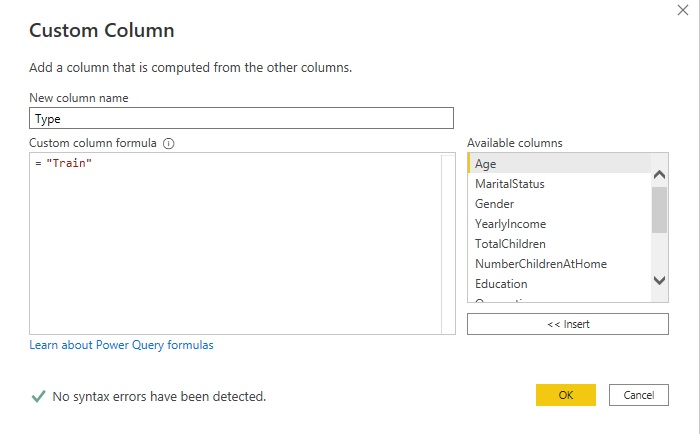 Custom Column
Add a column that is computed from the other columns.
New column name
Type
Custom column formula
= "Train"
Available columns
Age
MaritalStatus
Gender
YearlyIncome
TotalChildren
NumberChildrenAtHome
Education
<< Insert
Learn about Power Query formulas
No syntax errors have been detected.
OK
Cancel